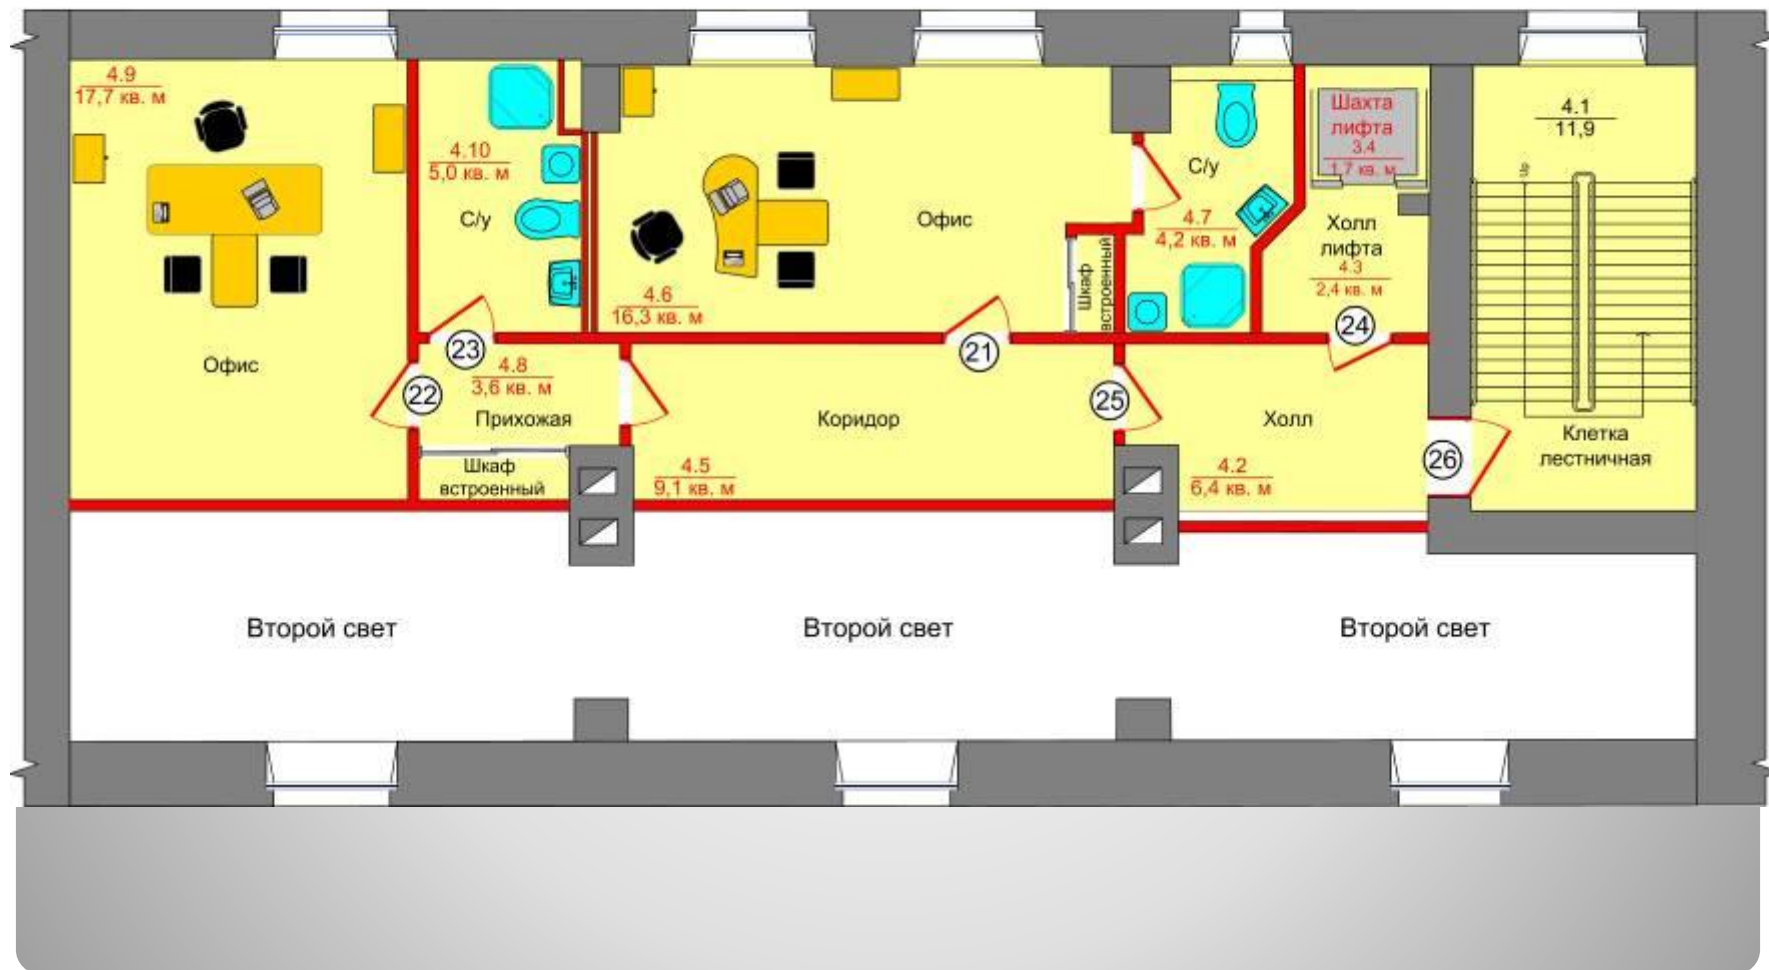 4.9
17,7 кв. м
Офис
4.10
5,0 кв. м
С/у
23
22
4.8
3,6 кв. м
Прихожая
Шкаф
встроенный
4.6
16,3 кв. м
Офис
Шкаф
встроенный
21
Коридор
4.5
9,1 кв. м
С/у
4.7
4,2 кв. м
Шахта
лифта
3.4
1,7 кв. м
Холл
лифта
4.3
2,4 кв. м
24
25
Холл
4.2
6,4 кв. м
26
4.1
11,9
Up
Клетка
лестничная
Второй свет
Второй свет
Второй свет